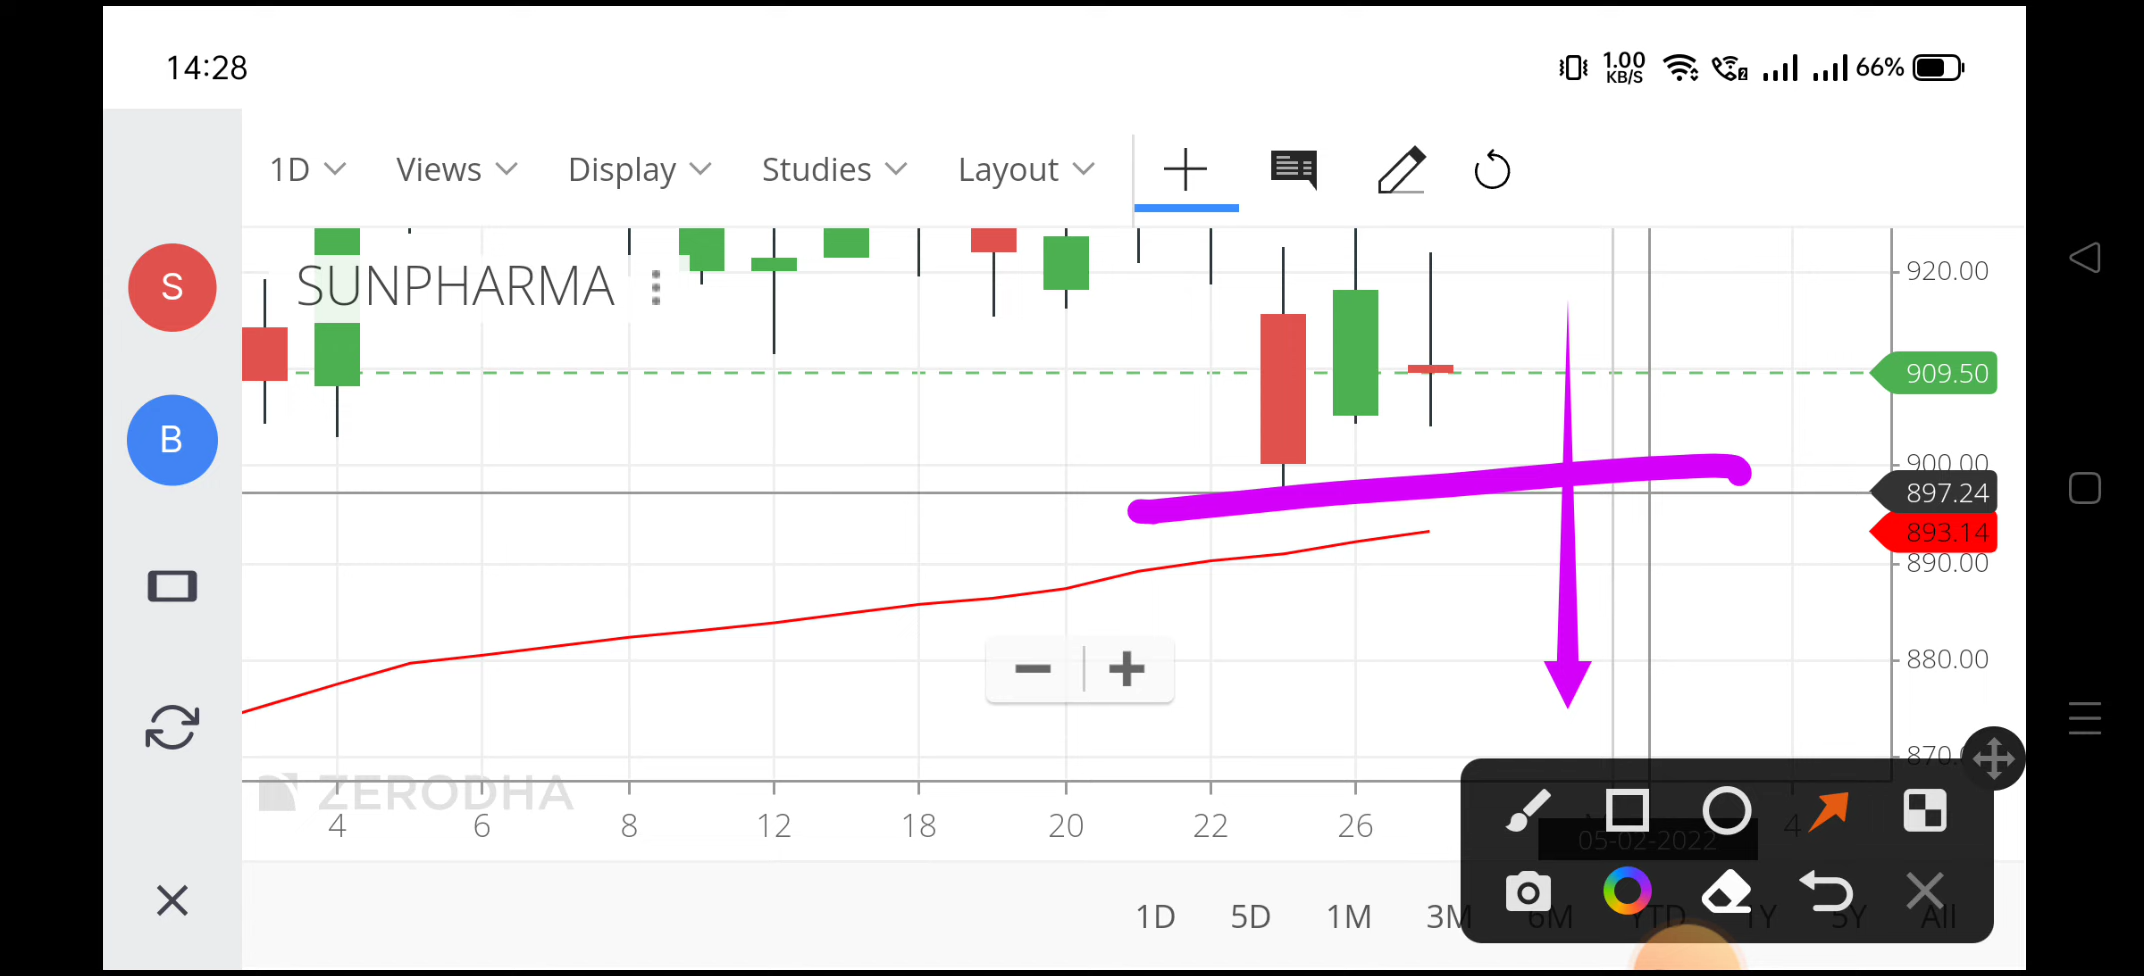 14:28
1.00 KB/S 66%
1D Views Display Studies Layout
S
SUNPHARMA
920.00
909.50
B
900.00
897.24
893.14
890.00
880.00
870.
ZERODHA
4 6 8 12 18 20 22 26 4
05-02-2022
1D 5D 1M 3M 6M YTD 1Y 5Y All